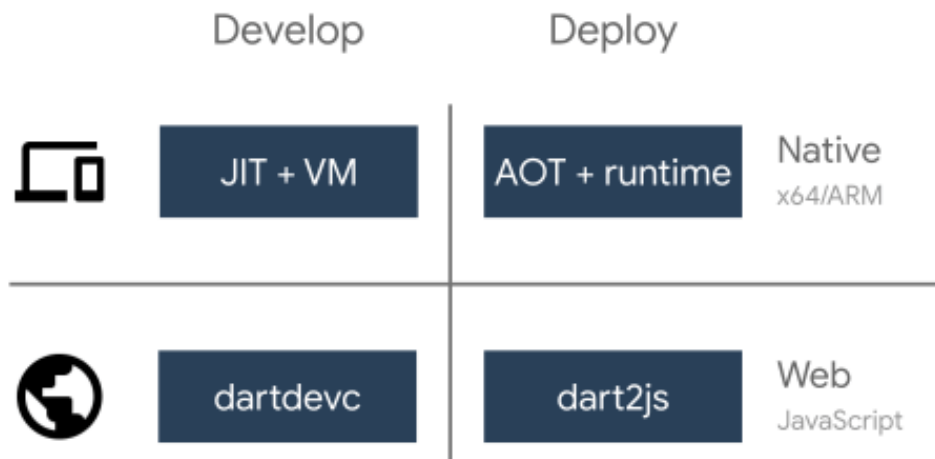 Develop
Deploy
JIT + VM
AOT + runtime
Native
x64/ARM
dartdevc
dart2js
Web
JavaScript